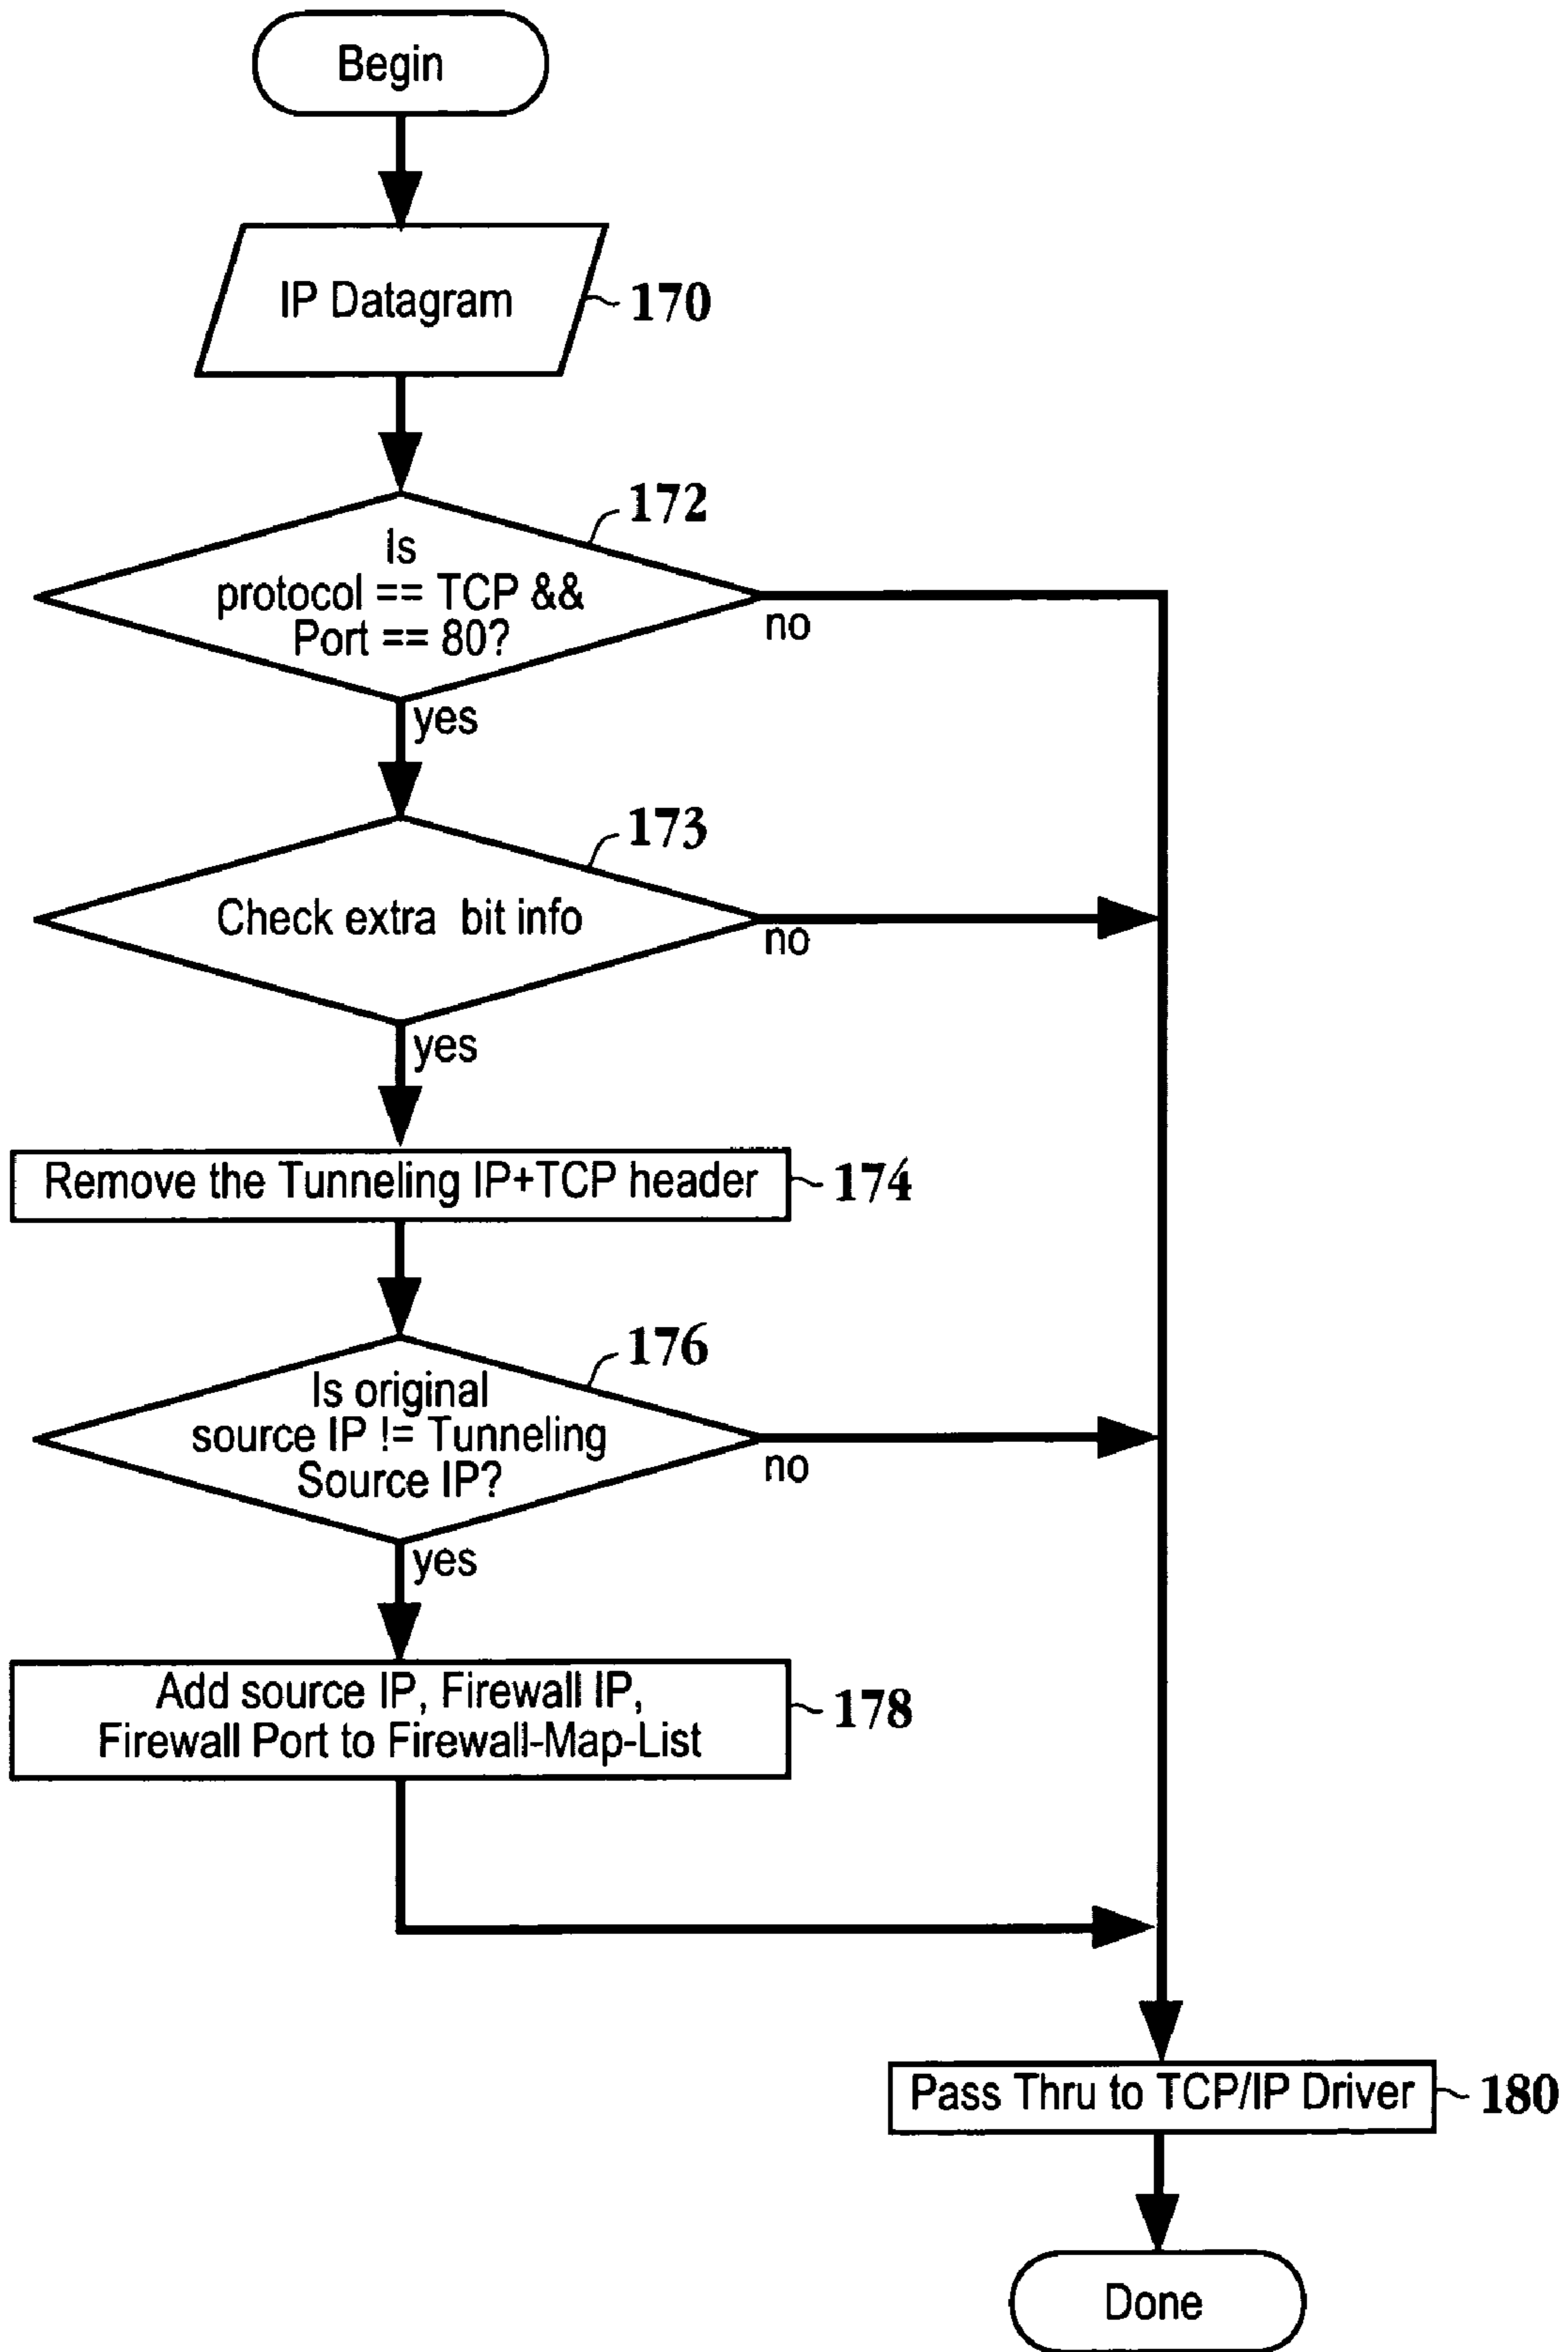 Begin
IP Datagram
170
172
Is
protocol == TCP &&
Port == 80?
no
yes
173
Check extra bit info
no
yes
Remove the Tunneling IP+TCP header
174
176
Is original
source IP != Tunneling
Source IP?
no
yes
Add source IP, Firewall IP,
Firewall Port to Firewall-Map-List
178
Pass Thru to TCP/IP Driver
180
Done